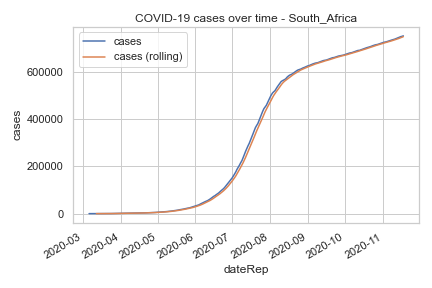 COVID-19 cases over time - South_Africa
cases
cases (rolling)
600000
400000
200000
0
cases
2020-03
2020-04
2020-05
2020-06
2020-07
2020-08
2020-09
2020-10
2020-11
dateRep